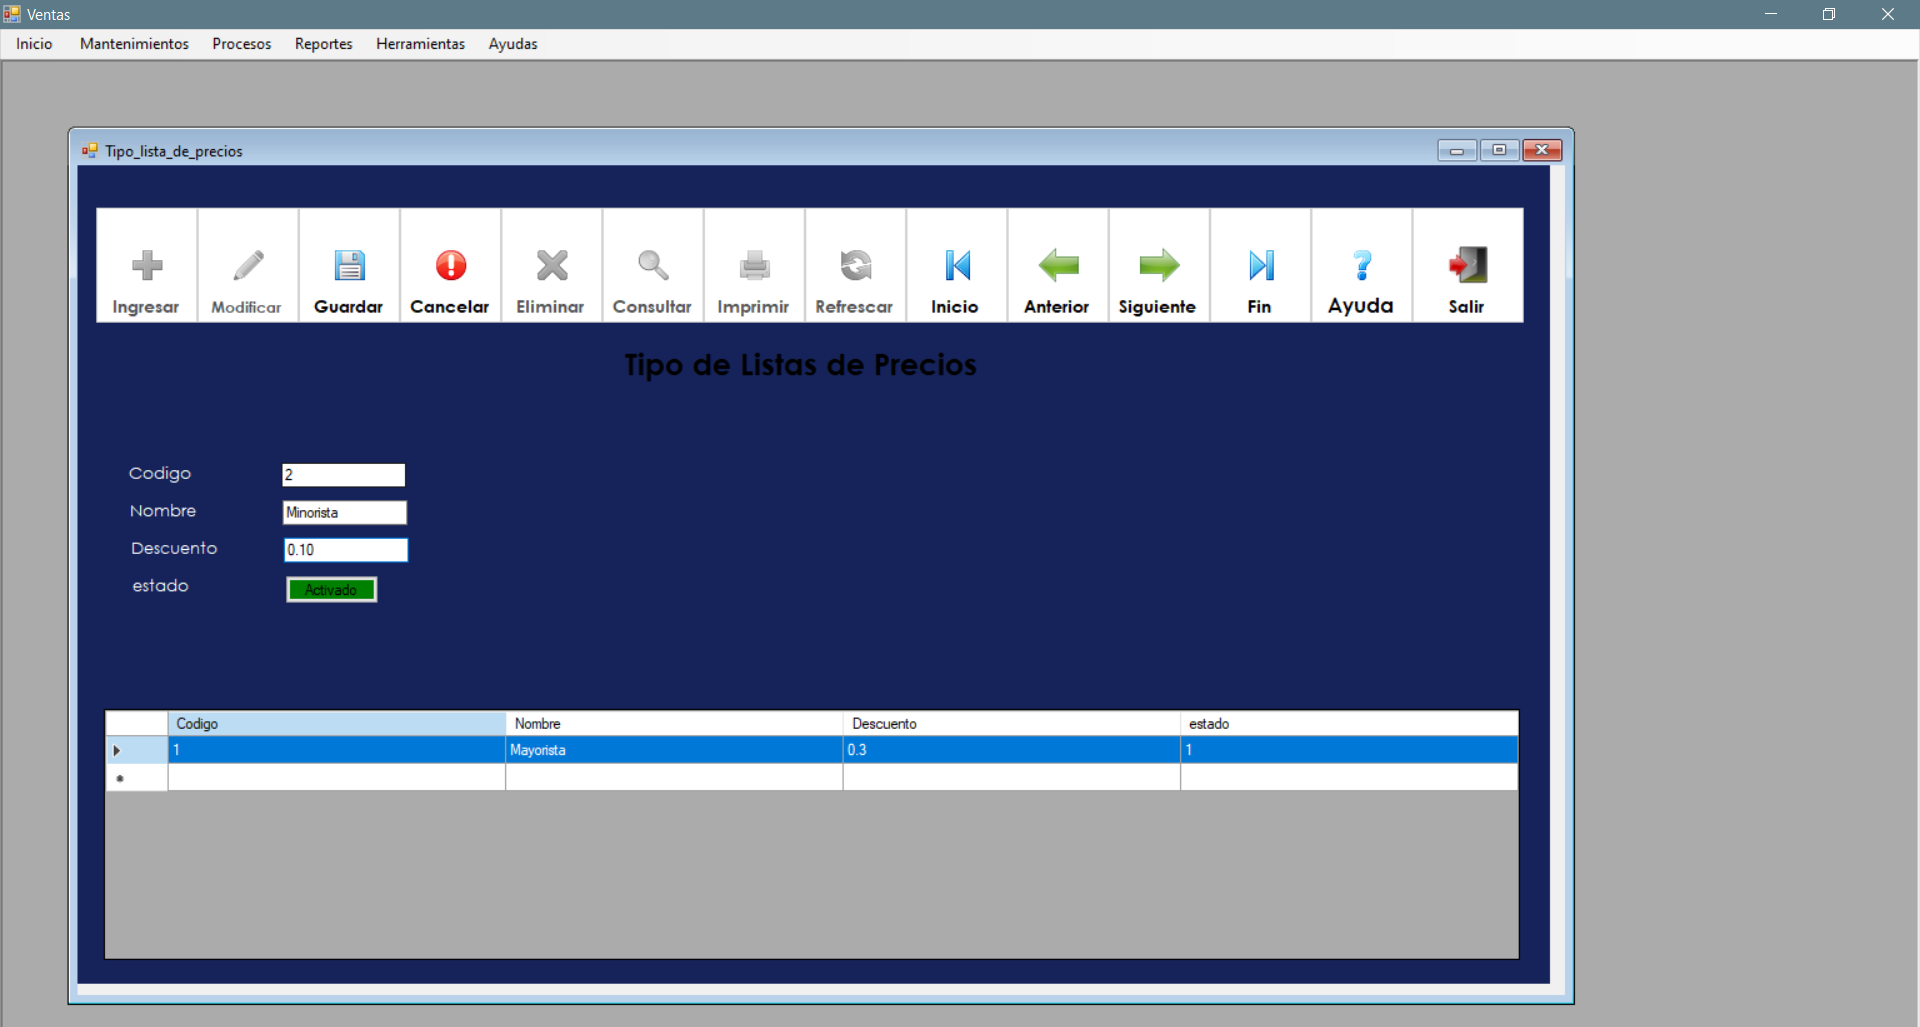 Ventas
Inicio Mantenimientos Procesos Reportes Herramientas Ayudas
Tipo_lista_de_precios
Ingresar Modificar Guardar Cancelar Eliminar Consultar Imprimir Refrescar Inicio Anterior Siguiente Fin Ayuda Salir
Tipo de Listas de Precios
Codigo 2
Nombre Minorista
Descuento 0.10
estado Activado
Codigo Nombre Descuento estado
1 Mayorista 0.3 1